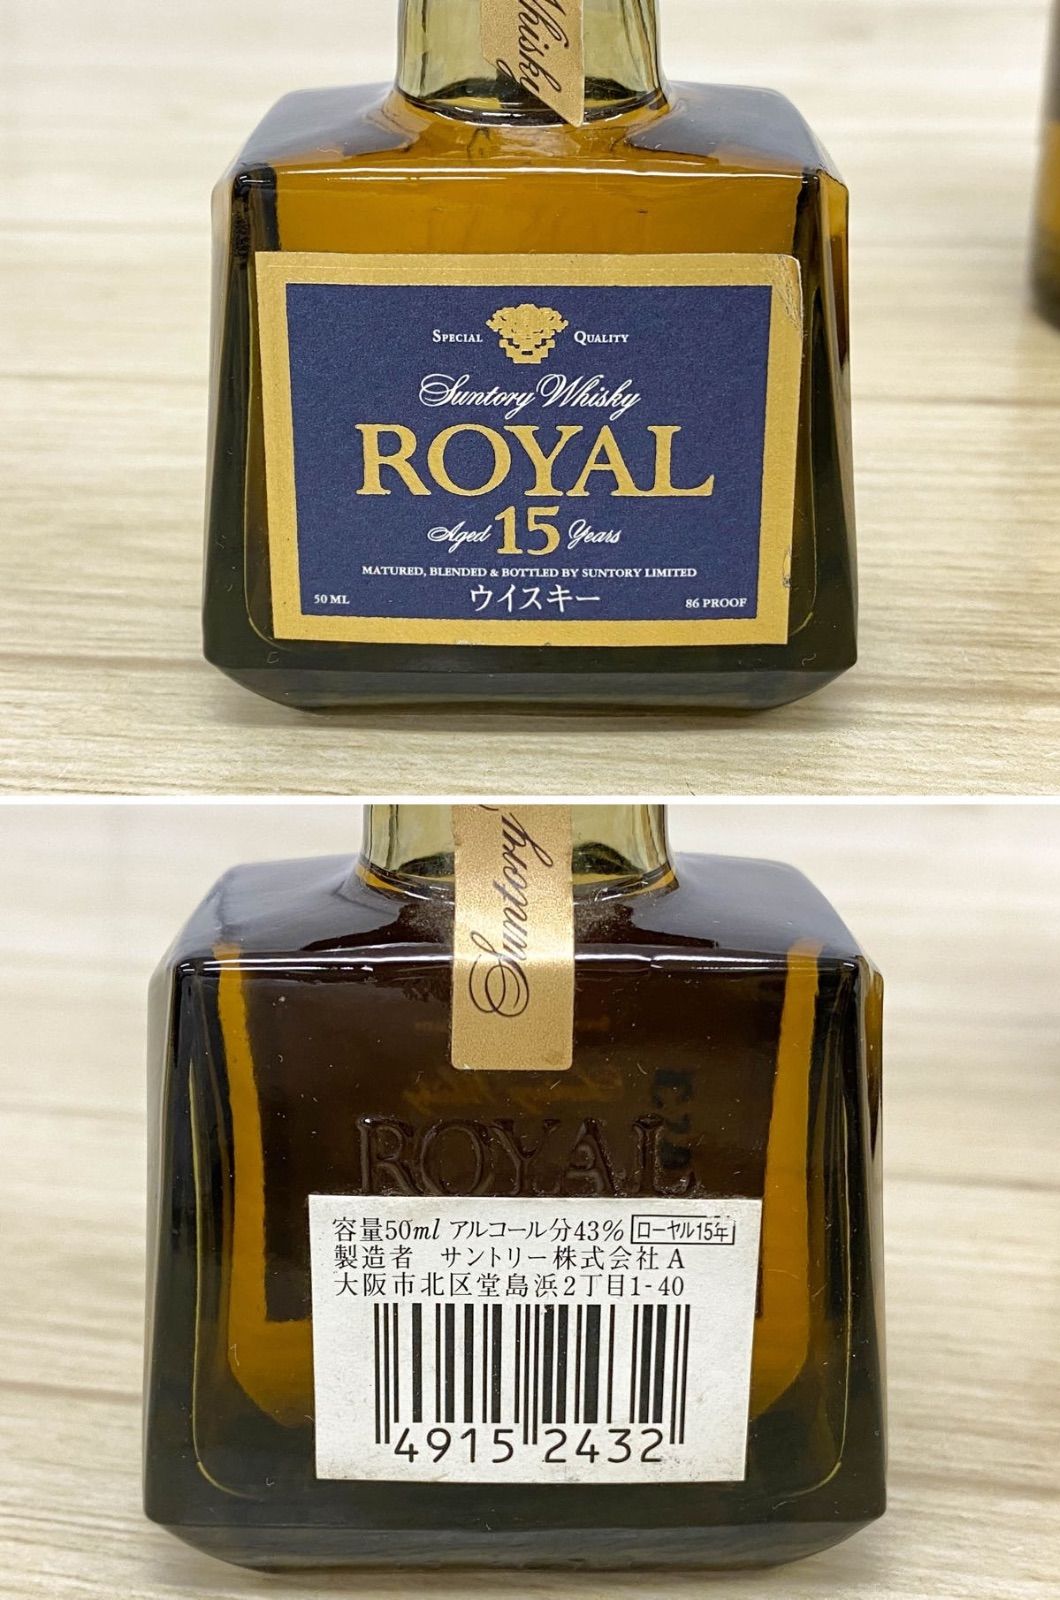 Whisky
SPECIAL QUALITY
Suntory Whisky
ROYAL
Aged 15 Years
MATURED, BLENDED & BOTTLED BY SUNTORY LIMITED
50 ML ウイスキー 86 PROOF
Suntory
ROYAL
容量50ml アルコール分43% ローヤル15年
製造者 サントリー株式会社 A
大阪市北区堂島浜2丁目1-40
4915 2432